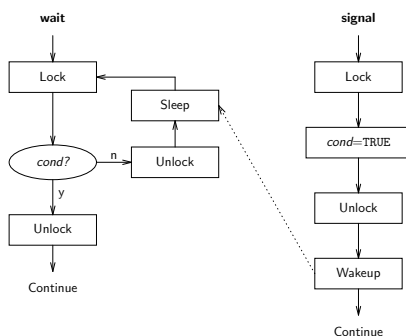 wait
Lock
Sleep
cond?
n
Unlock
y
Unlock
Continue
signal
Lock
cond=TRUE
Unlock
Wakeup
Continue